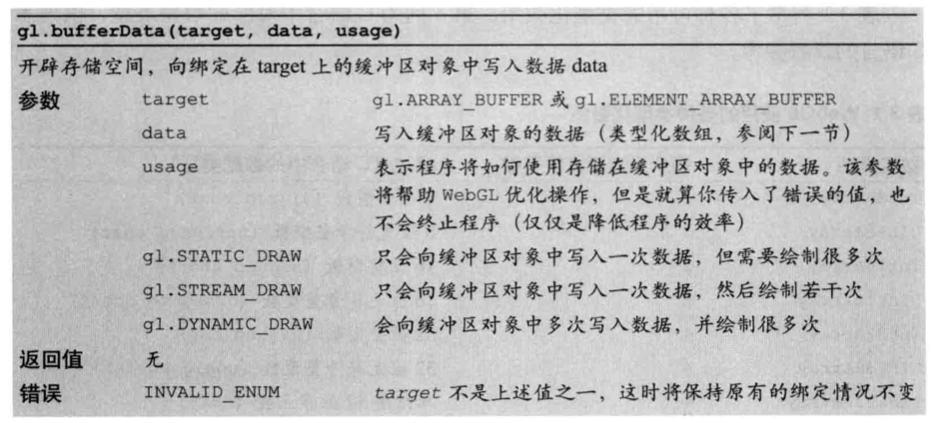 gl.bufferData(target, data, usage)
开辟存储空间，向绑定在 target 上的缓冲区对象中写入数据 data
参数 target gl.ARRAY_BUFFER 或 gl.ELEMENT_ARRAY_BUFFER
data 写入缓冲区对象的数据（类型化数组，参阅下一节）
usage 表示程序将如何使用存储在缓冲区对象中的数据。该参数
将帮助 WebGL 优化操作，但是就算你传入了错误的值，也
不会终止程序（仅仅是降低程序的效率）
gl.STATIC_DRAW 只会向缓冲区对象中写入一次数据，但需要绘制很多次
gl.STREAM_DRAW 只会向缓冲区对象中写入一次数据，然后绘制若干次
gl.DYNAMIC_DRAW 会向缓冲区对象中多次写入数据，并绘制很多次
返回值 无
错误 INVALID_ENUM target 不是上述值之一，这时将保持原有的绑定情况不变